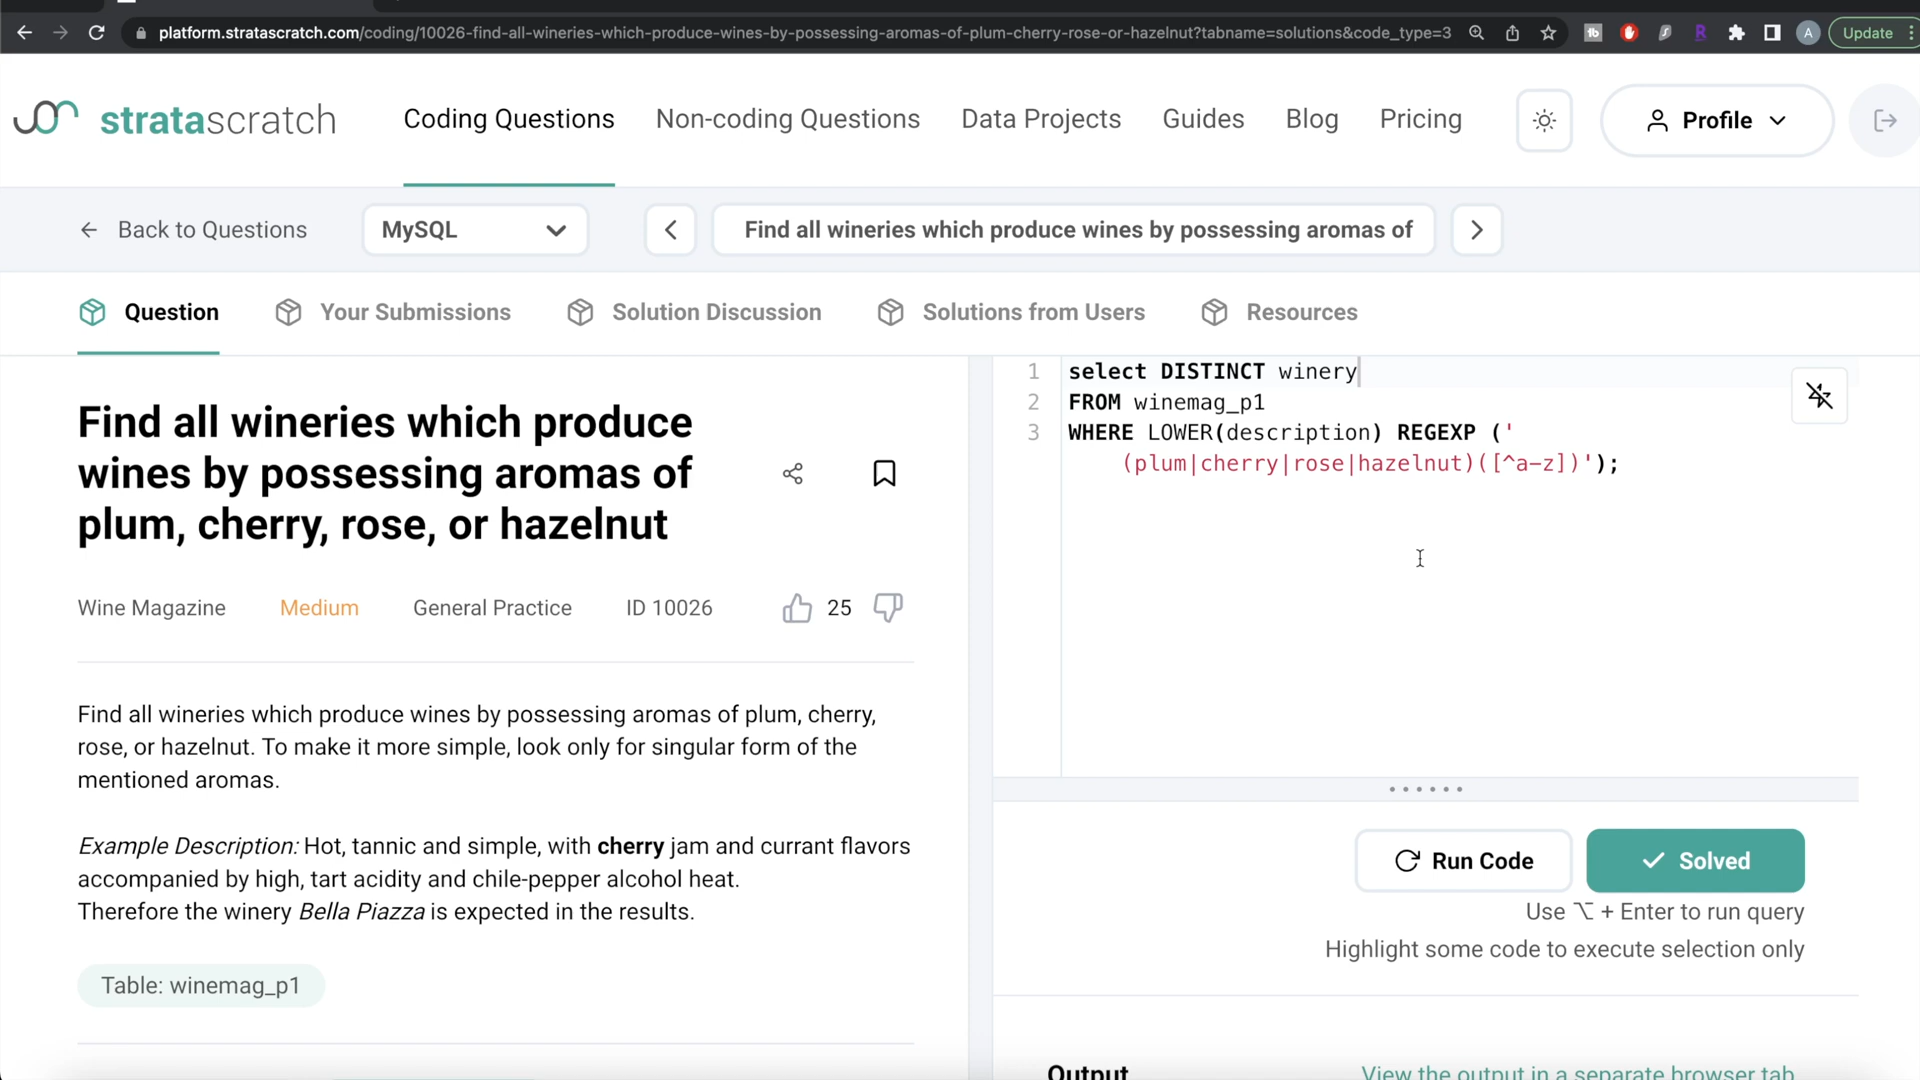 platform.stratascratch.com/coding/10026-find-all-wineries-which-produce-wines-by-possessing-aromas-of-plum-cherry-rose-or-hazelnut?tabname=solutions&code_type=3
tb
R
A
Update
stratascratch
Coding Questions
Non-coding Questions
Data Projects
Guides
Blog
Pricing
Profile
Back to Questions
MySQL
Find all wineries which produce wines by possessing aromas of
Question
Your Submissions
Solution Discussion
Solutions from Users
Resources
Find all wineries which produce
wines by possessing aromas of
plum, cherry, rose, or hazelnut
Wine Magazine
Medium
General Practice
ID 10026
25
Find all wineries which produce wines by possessing aromas of plum, cherry,
rose, or hazelnut. To make it more simple, look only for singular form of the
mentioned aromas.
Example Description: Hot, tannic and simple, with cherry jam and currant flavors
accompanied by high, tart acidity and chile-pepper alcohol heat.
Therefore the winery Bella Piazza is expected in the results.
Table: winemag_p1
1 select DISTINCT winery
2 FROM winemag_p1
3 WHERE LOWER(description) REGEXP ('
(plum|cherry|rose|hazelnut)([^a-z])');
Run Code
Solved
Use ⌥ + Enter to run query
Highlight some code to execute selection only
Output
View the output in a separate browser tab